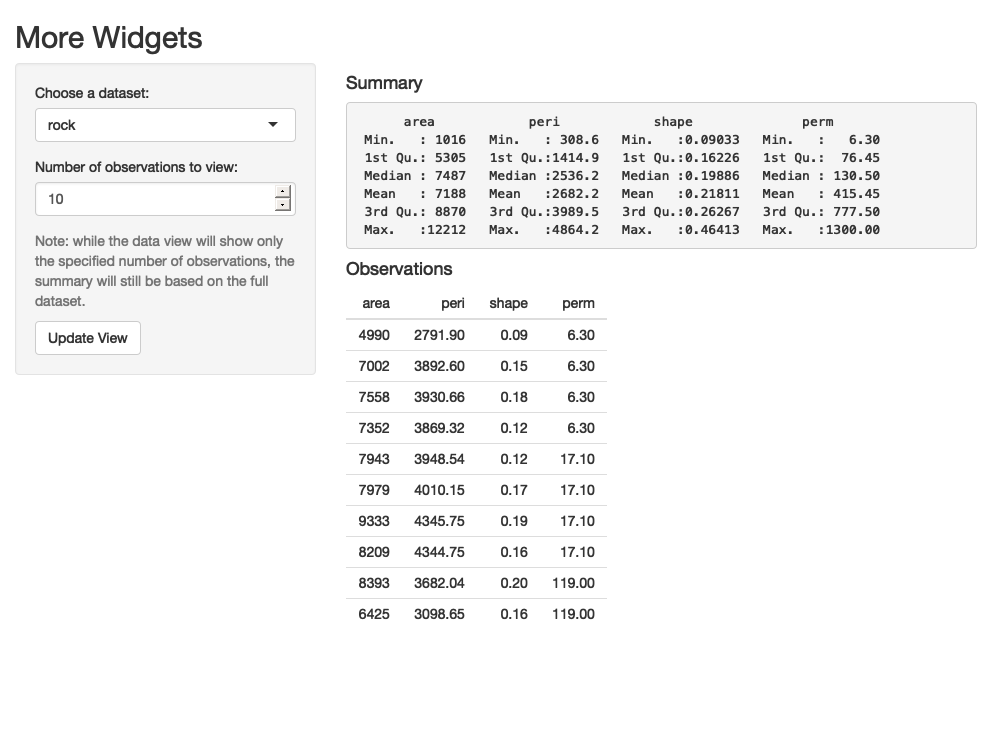 More Widgets
Choose a dataset:
rock
Number of observations to view:
10
Note: while the data view will show only
the specified number of observations, the
summary will still be based on the full
dataset.
Update View
Summary
area peri shape perm
Min. : 1016 Min. : 308.6 Min. :0.09033 Min. : 6.30
1st Qu.: 5305 1st Qu.:1414.9 1st Qu.:0.16226 1st Qu.: 76.45
Median : 7487 Median :2536.2 Median :0.19886 Median : 130.50
Mean : 7188 Mean :2682.2 Mean :0.21811 Mean : 415.45
3rd Qu.: 8870 3rd Qu.:3989.5 3rd Qu.:0.26267 3rd Qu.: 777.50
Max. :12212 Max. :4864.2 Max. :0.46413 Max. :1300.00
Observations
area peri shape perm
4990 2791.90 0.09 6.30
7002 3892.60 0.15 6.30
7558 3930.66 0.18 6.30
7352 3869.32 0.12 6.30
7943 3948.54 0.12 17.10
7979 4010.15 0.17 17.10
9333 4345.75 0.19 17.10
8209 4344.75 0.16 17.10
8393 3682.04 0.20 119.00
6425 3098.65 0.16 119.00